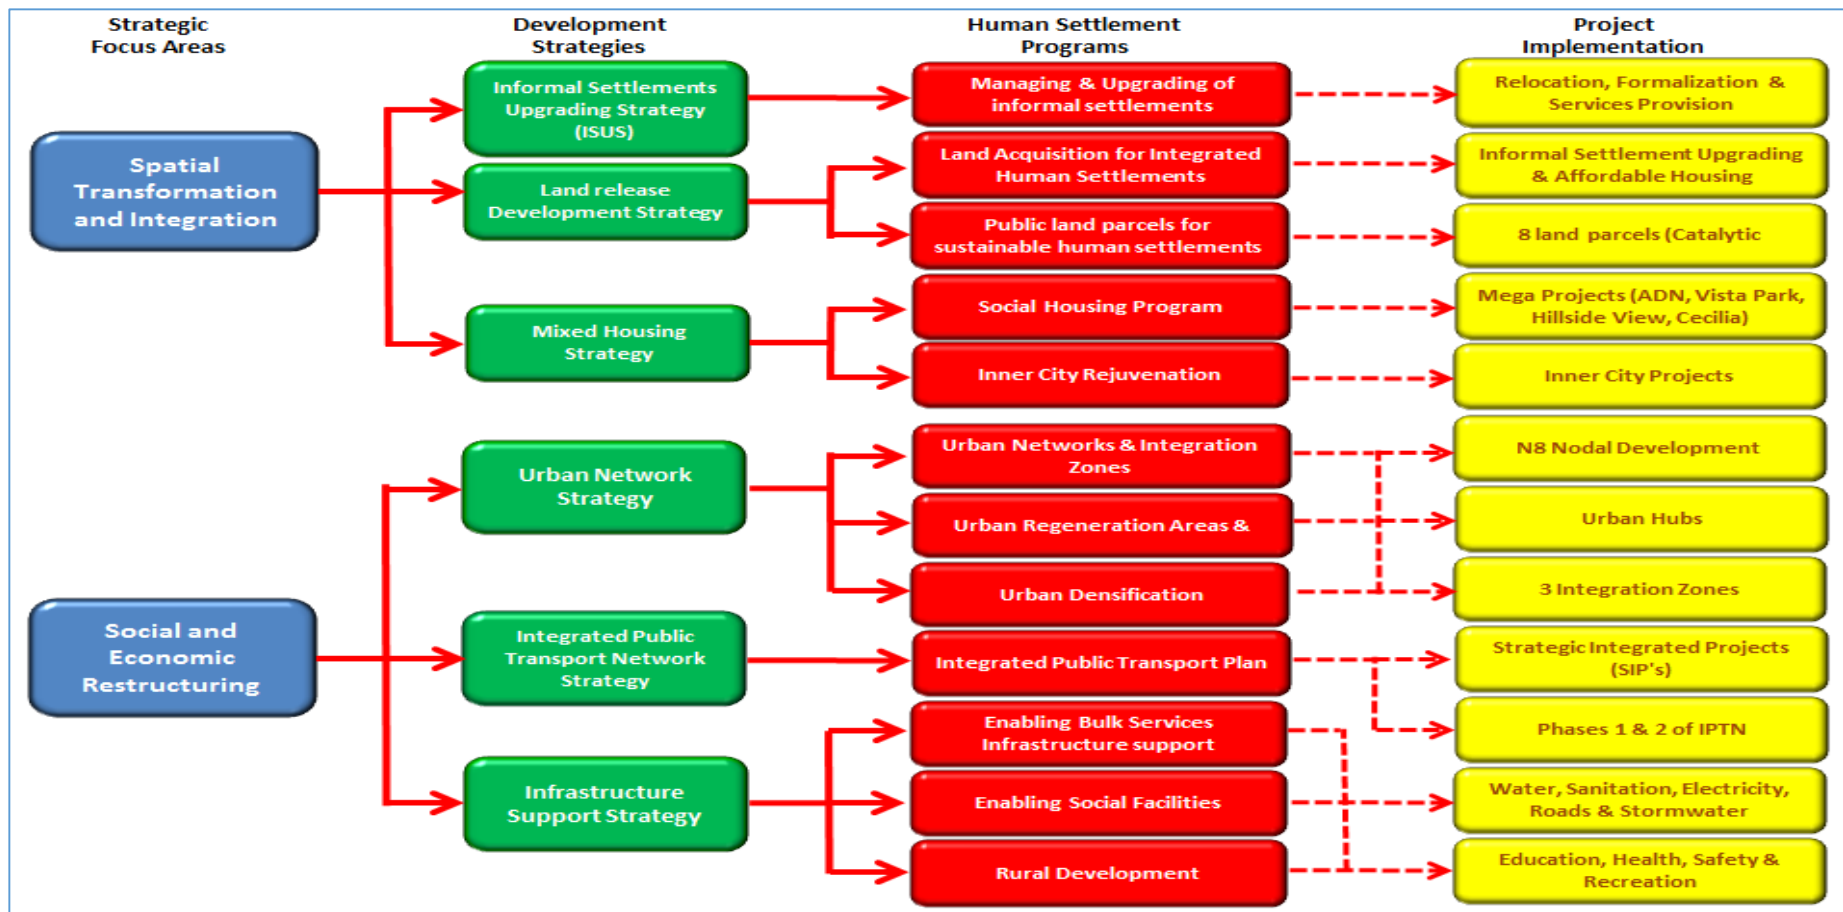 Strategic
Focus Areas
Development
Strategies
Human Settlement
Programs
Project
Implementation
Spatial
Transformation
and Integration
Social and
Economic
Restructuring
Informal Settlements
Upgrading Strategy
(ISUS)
Land release
Development Strategy
Mixed Housing
Strategy
Urban Network
Strategy
Integrated Public
Transport Network
Strategy
Infrastructure
Support Strategy
Managing & Upgrading of
informal settlements
Land Acquisition for Integrated
Human Settlements
Public land parcels for
sustainable human settlements
Social Housing Program
Inner City Rejuvenation
Urban Networks & Integration
Zones
Urban Regeneration Areas &
Urban Densification
Integrated Public Transport Plan
Enabling Bulk Services
Infrastructure support
Enabling Social Facilities
Rural Development
Relocation, Formalization &
Services Provision
Informal Settlement Upgrading
& Affordable Housing
8 land parcels (Catalytic
Mega Projects (ADN, Vista Park,
Hillside View, Cecilia)
Inner City Projects
N8 Nodal Development
Urban Hubs
3 Integration Zones
Strategic Integrated Projects
(SIP's)
Phases 1 & 2 of IPTN
Water, Sanitation, Electricity,
Roads & Stormwater
Education, Health, Safety &
Recreation